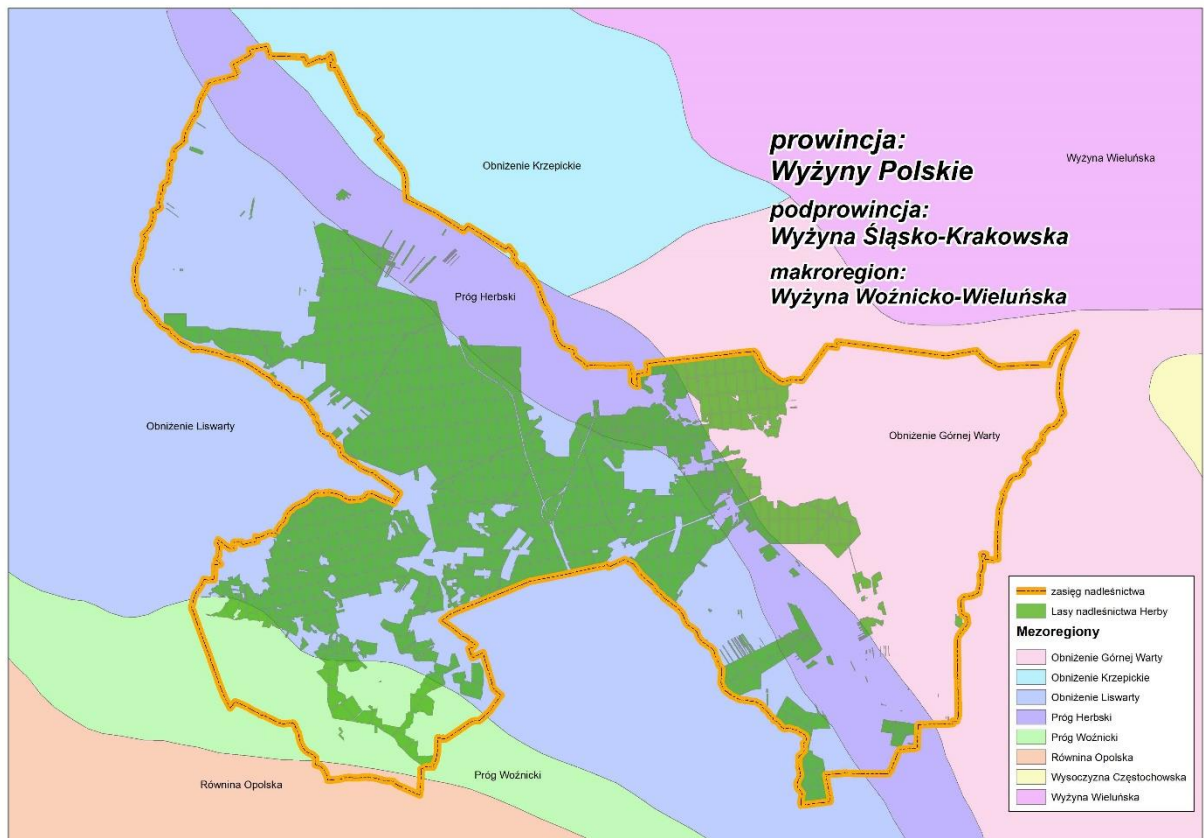 prowincja:
Wyżyny Polskie
podprowincja:
Wyżyna Śląsko-Krakowska
makroregion:
Wyżyna Woźnicko-Wieluńska
Wyżyna Wieluńska
Obniżenie Krzepickie
Próg Herbski
Obniżenie Liswarty
Obniżenie Górnej Warty
Próg Woźnicki
Równina Opolska
zasięg nadleśnictwa
Lasy nadleśnictwa Herby
Mezoregiony
Obniżenie Górnej Warty
Obniżenie Krzepickie
Obniżenie Liswarty
Próg Herbski
Próg Woźnicki
Równina Opolska
Wysoczyzna Częstochowska
Wyżyna Wieluńska